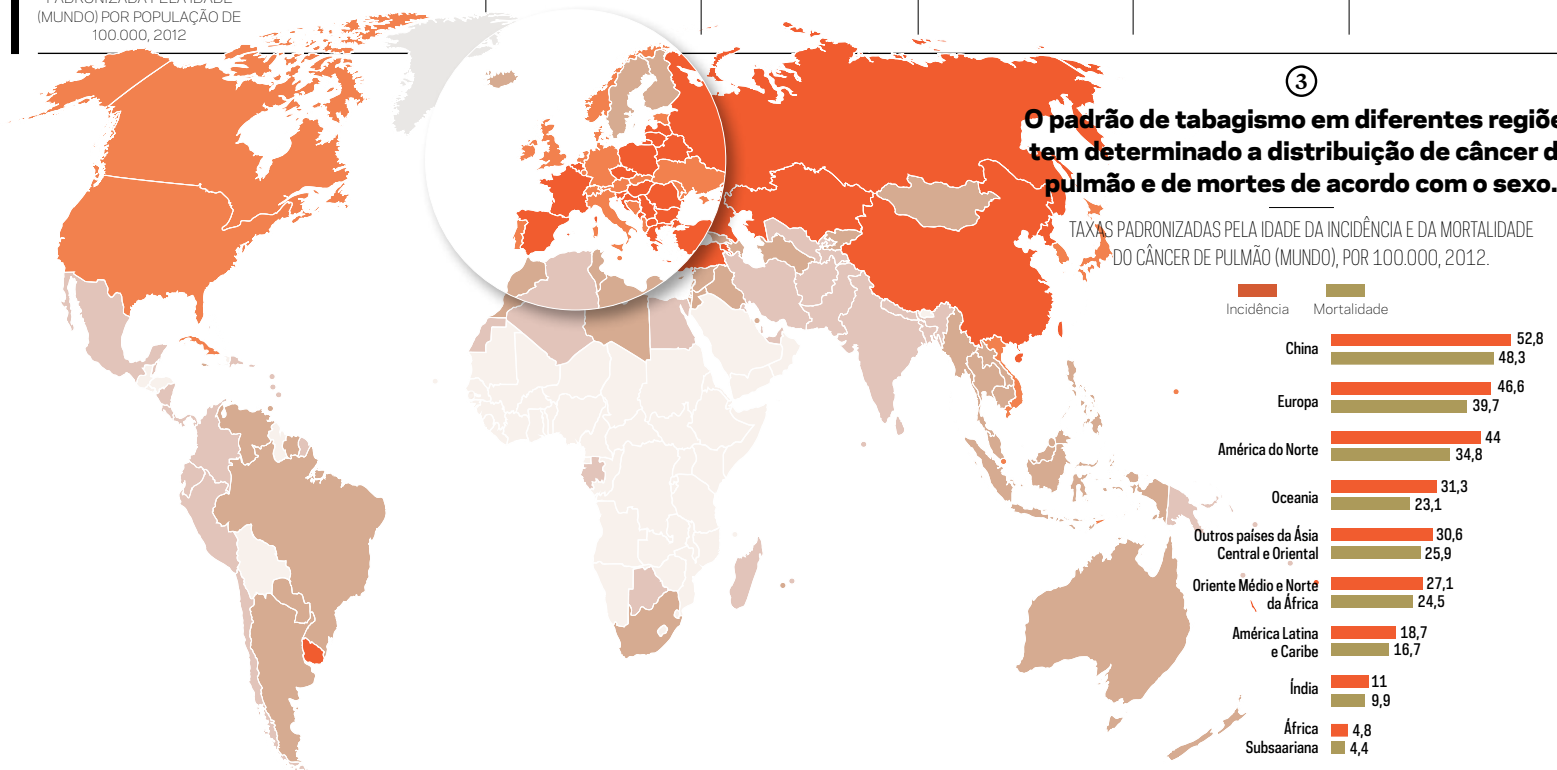 PADRONIZADA PELA IDADE
(MUNDO) POR POPULAÇÃO DE
100.000, 2012
3
O padrão de tabagismo em diferentes regiõe
tem determinado a distribuição de câncer d
pulmão e de mortes de acordo com o sexo.
TAXAS PADRONIZADAS PELA IDADE DA INCIDÊNCIA E DA MORTALIDADE
DO CÂNCER DE PULMÃO (MUNDO), POR 100.000, 2012.
Incidência Mortalidade
China 52,8
48,3
Europa 46,6
39,7
América do Norte 44
34,8
Oceania 31,3
23,1
Outros países da Ásia 30,6
Central e Oriental 25,9
Oriente Médio e Norte 27,1
da África 24,5
América Latina 18,7
e Caribe 16,7
Índia 11
9,9
África 4,8
Subsaariana 4,4